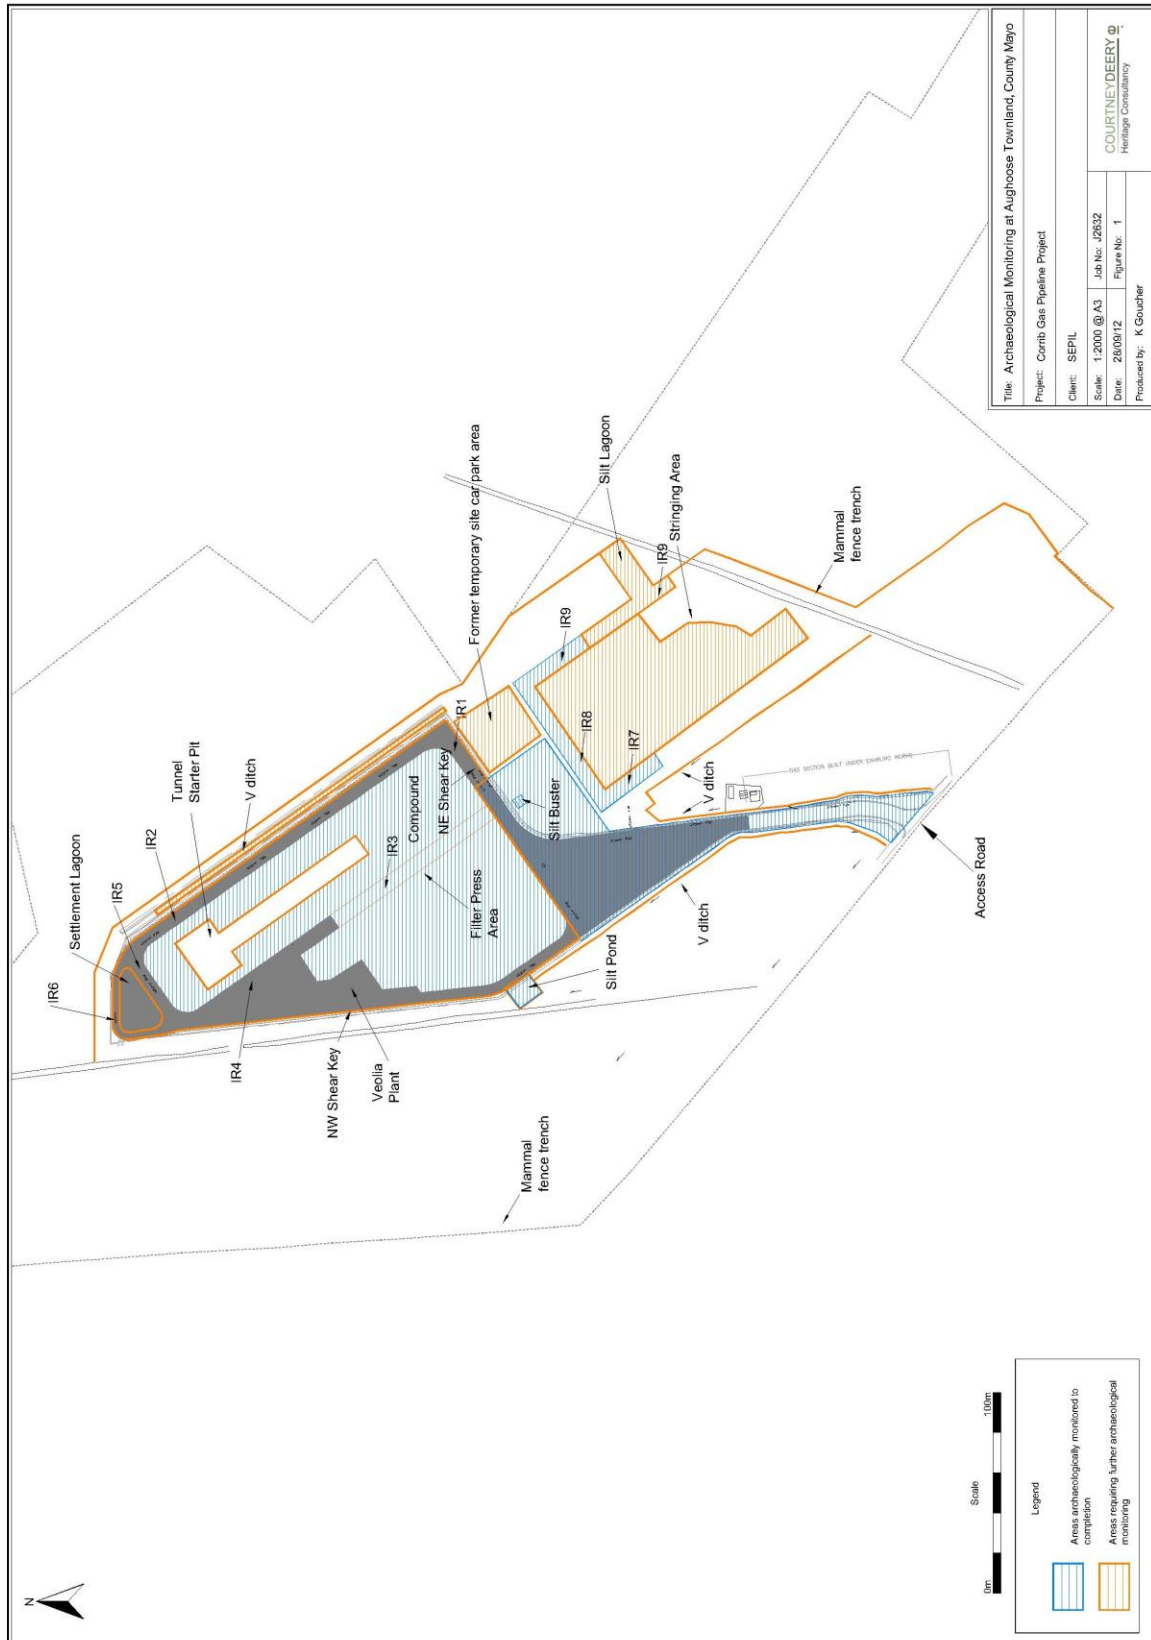 N
IR6
Settlement Lagoon
IR5
IR2
Tunnel
Starter Pit
V ditch
IR4
NW Shear Key
Veolia
Plant
IR3
Filter Press
Area
Compound
NE Shear Key
IR1
Former temporary site car park area
Silt Buster
Silt Pond
IR8
IR9
IR7
Silt Lagoon
IR9
Stringing Area
V ditch
V ditch
Mammal
fence trench
Mammal
fence trench
Access Road
Scale
0m
100m
Legend
Areas archaeologically monitored to
completion
Areas requiring further archaeological
monitoring
Title: Archaeological Monitoring at Aughoose Townland, County Mayo
Project: Corrib Gas Pipeline Project
Client: SEPIL
Scale: 1:2000 @ A3 Job No: J2632
Date: 28/09/12 Figure No: 1
Produced by: K Goucher
COURTNEYDEERY
Heritage Consultancy